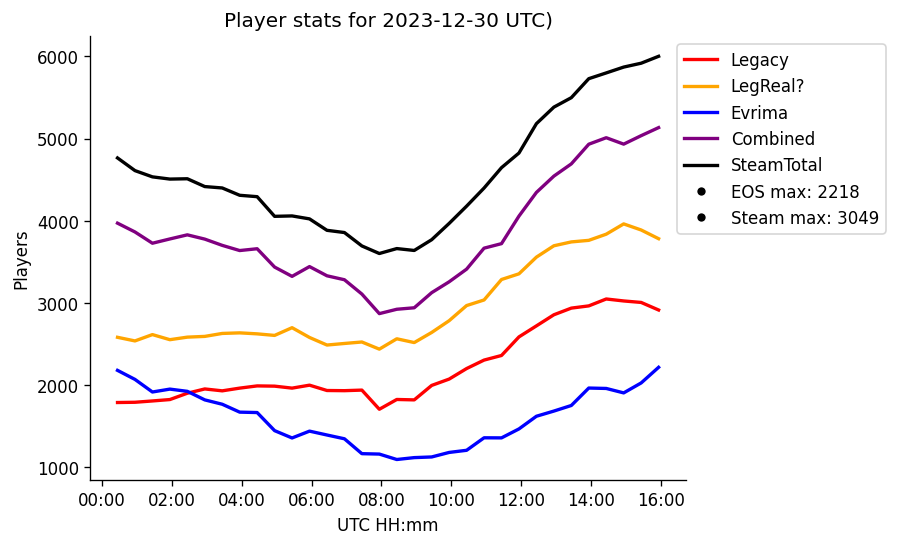 Player stats for 2023-12-30 UTC)
6000
5000
4000
3000
2000
1000
Players
00:00 02:00 04:00 06:00 08:00 10:00 12:00 14:00 16:00
UTC HH:mm
Legacy
LegReal?
Evrima
Combined
SteamTotal
EOS max: 2218
Steam max: 3049